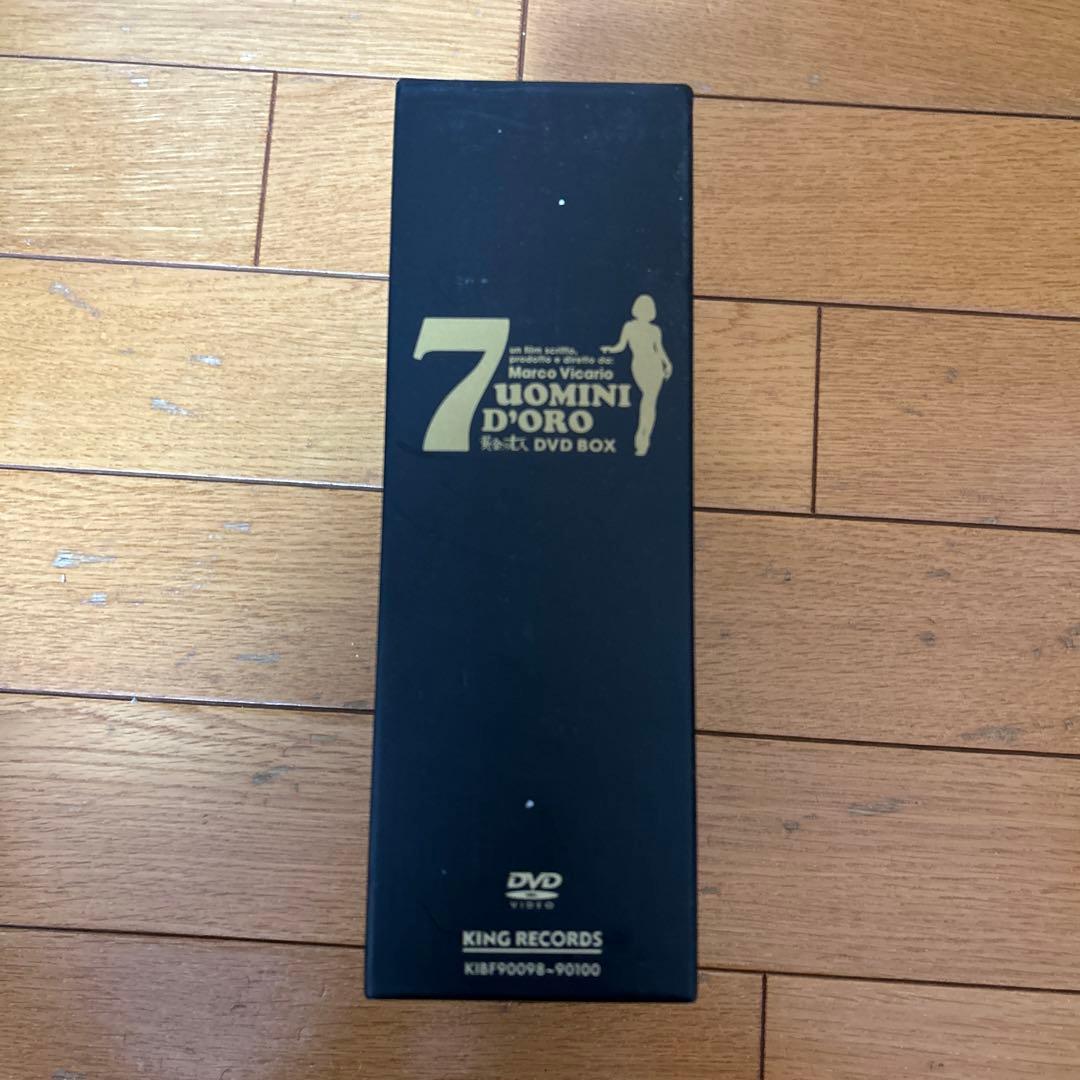 7
un film scritto,
prodotto e diretto da:
Marco Vicario
UOMINI
D'ORO
黄金の七人 DVD BOX
DVD
VIDEO
KING RECORDS
KIBF90098~90100